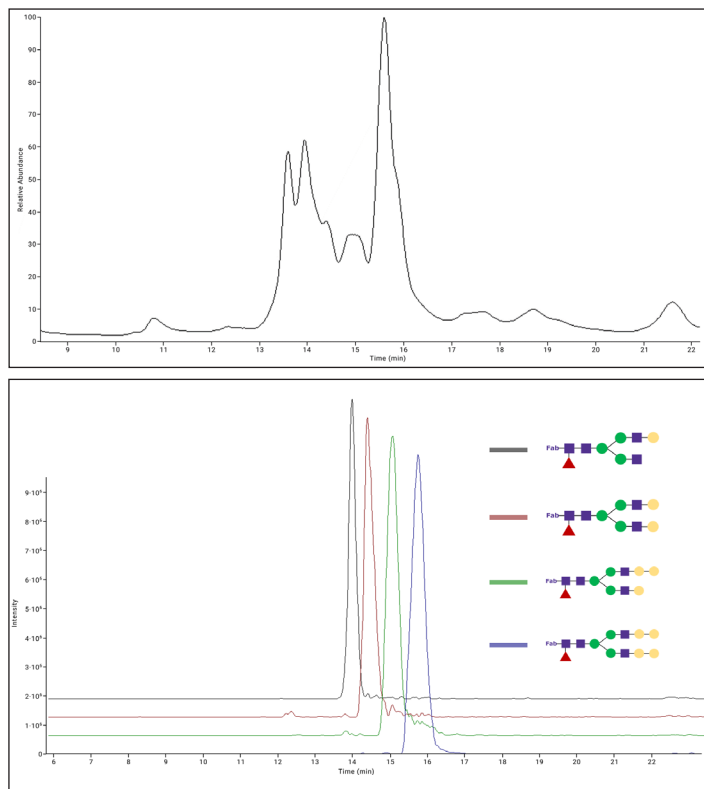 100
90
80
70
60
50
40
30
20
10
0
Relative Abundance
9 10 11 12 13 14 15 16 17 18 19 20 21 22
Time (min)
Fab
Fab
Fab
Fab
9·10⁶
8·10⁶
7·10⁶
6·10⁶
5·10⁶
4·10⁶
3·10⁶
2·10⁶
1·10⁶
0
Intensity
6 7 8 9 10 11 12 13 14 15 16 17 18 19 20 21 22
Time (min)